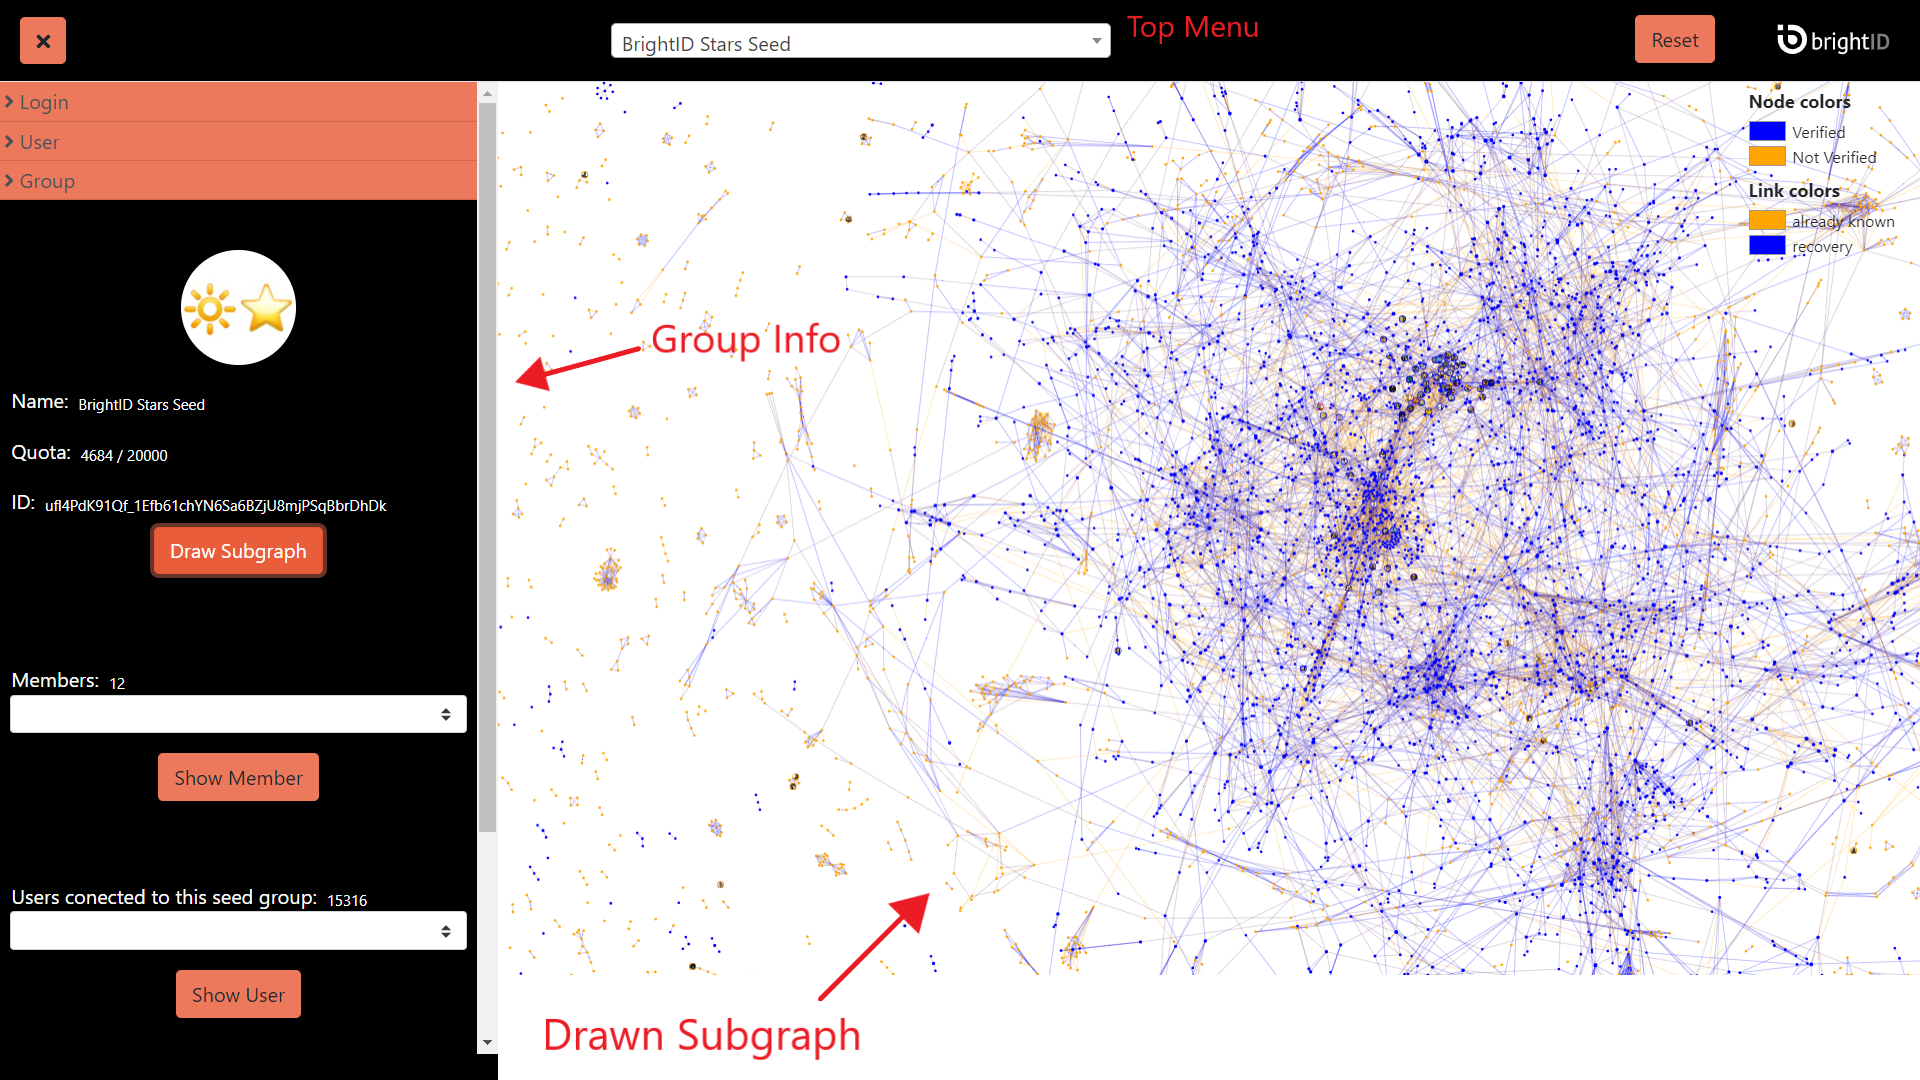 BrightID Stars Seed
Top Menu
Reset
brightID
Login
User
Group
Node colors
Verified
Not Verified
Link colors
already known
recovery
Group Info
Name: BrightID Stars Seed
Quota: 4684 / 20000
ID: ufl4PdK91Qf_1Efb61chYN6Sa6BZjU8mjPSqBbrDhDk
Draw Subgraph
Members: 12
Show Member
Users conected to this seed group: 15316
Show User
Drawn Subgraph